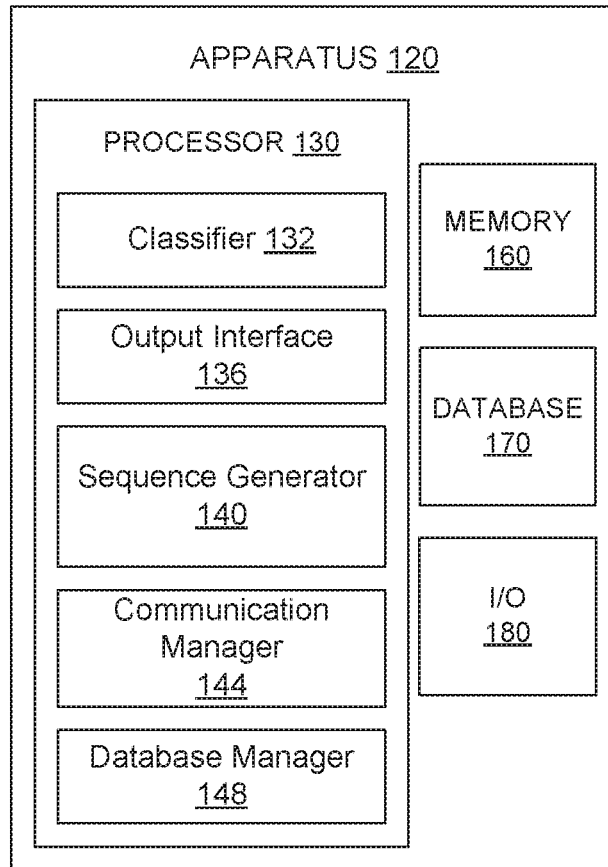 APPARATUS 120
PROCESSOR 130
Classifier 132
Output Interface
136
Sequence Generator
140
Communication
Manager
144
Database Manager
148
MEMORY
160
DATABASE
170
I/O
180